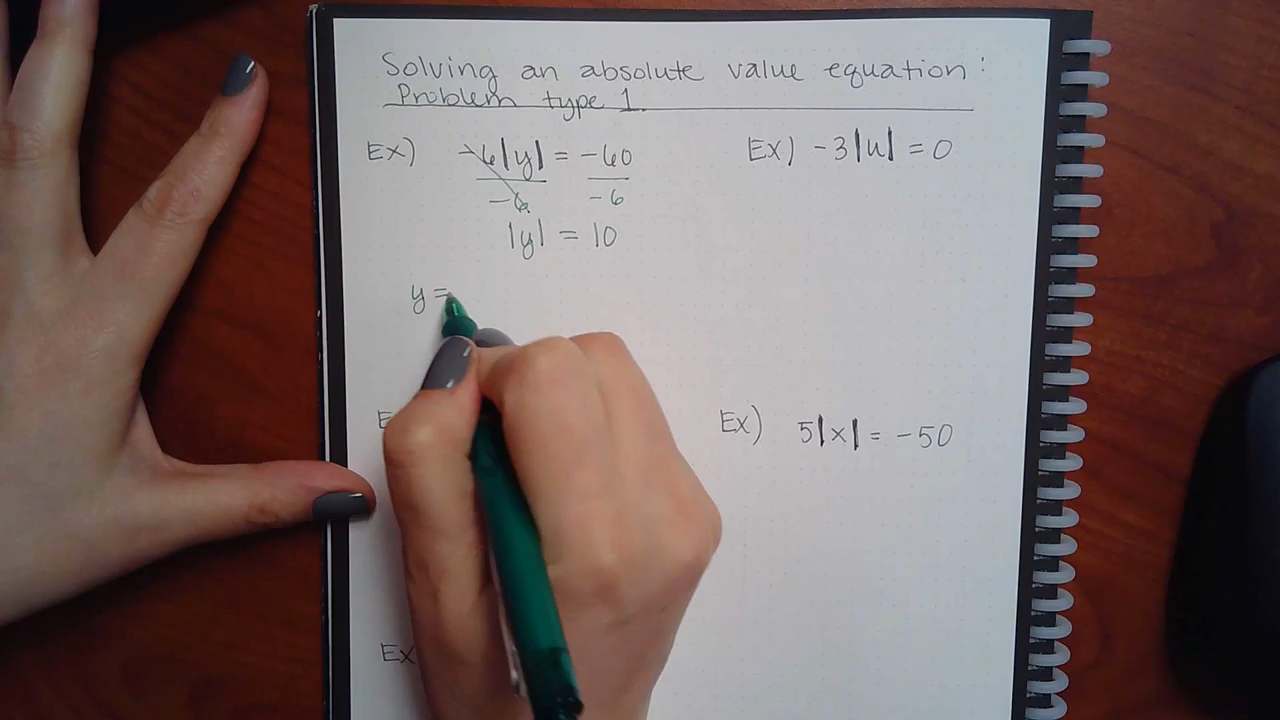 Solving an absolute value equation:
Problem type 1
Ex) -6|y| = -60
-6 -6
|y| = 10
y =
Ex) -3|u| = 0
Ex) 5|x| = -50
Ex